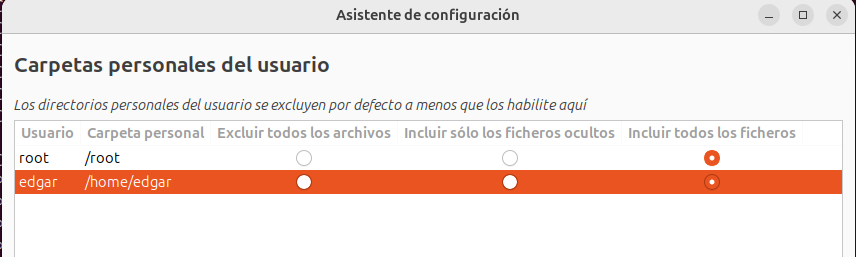 Asistente de configuración
Carpetas personales del usuario
Los directorios personales del usuario se excluyen por defecto a menos que los habilite aquí
Usuario Carpeta personal Excluir todos los archivos Incluir sólo los ficheros ocultos Incluir todos los ficheros
root /root
edgar /home/edgar